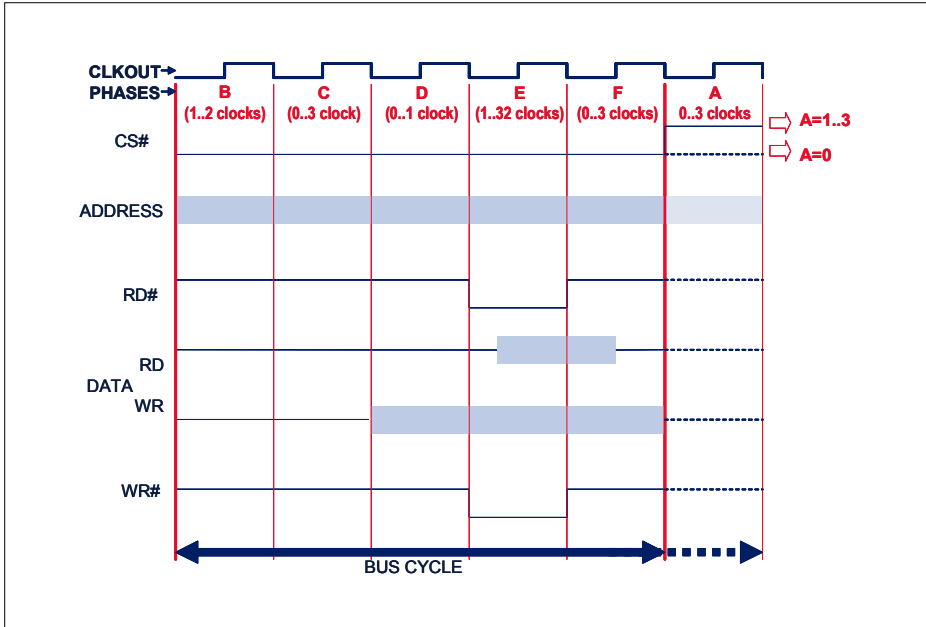 CLKOUT
PHASES
B C D E F A
(1..2 clocks) (0..3 clock) (0..1 clock) (1..32 clocks) (0..3 clocks) 0..3 clocks
A=1..3
CS#
A=0
ADDRESS
RD#
RD
DATA
WR
WR#
BUS CYCLE